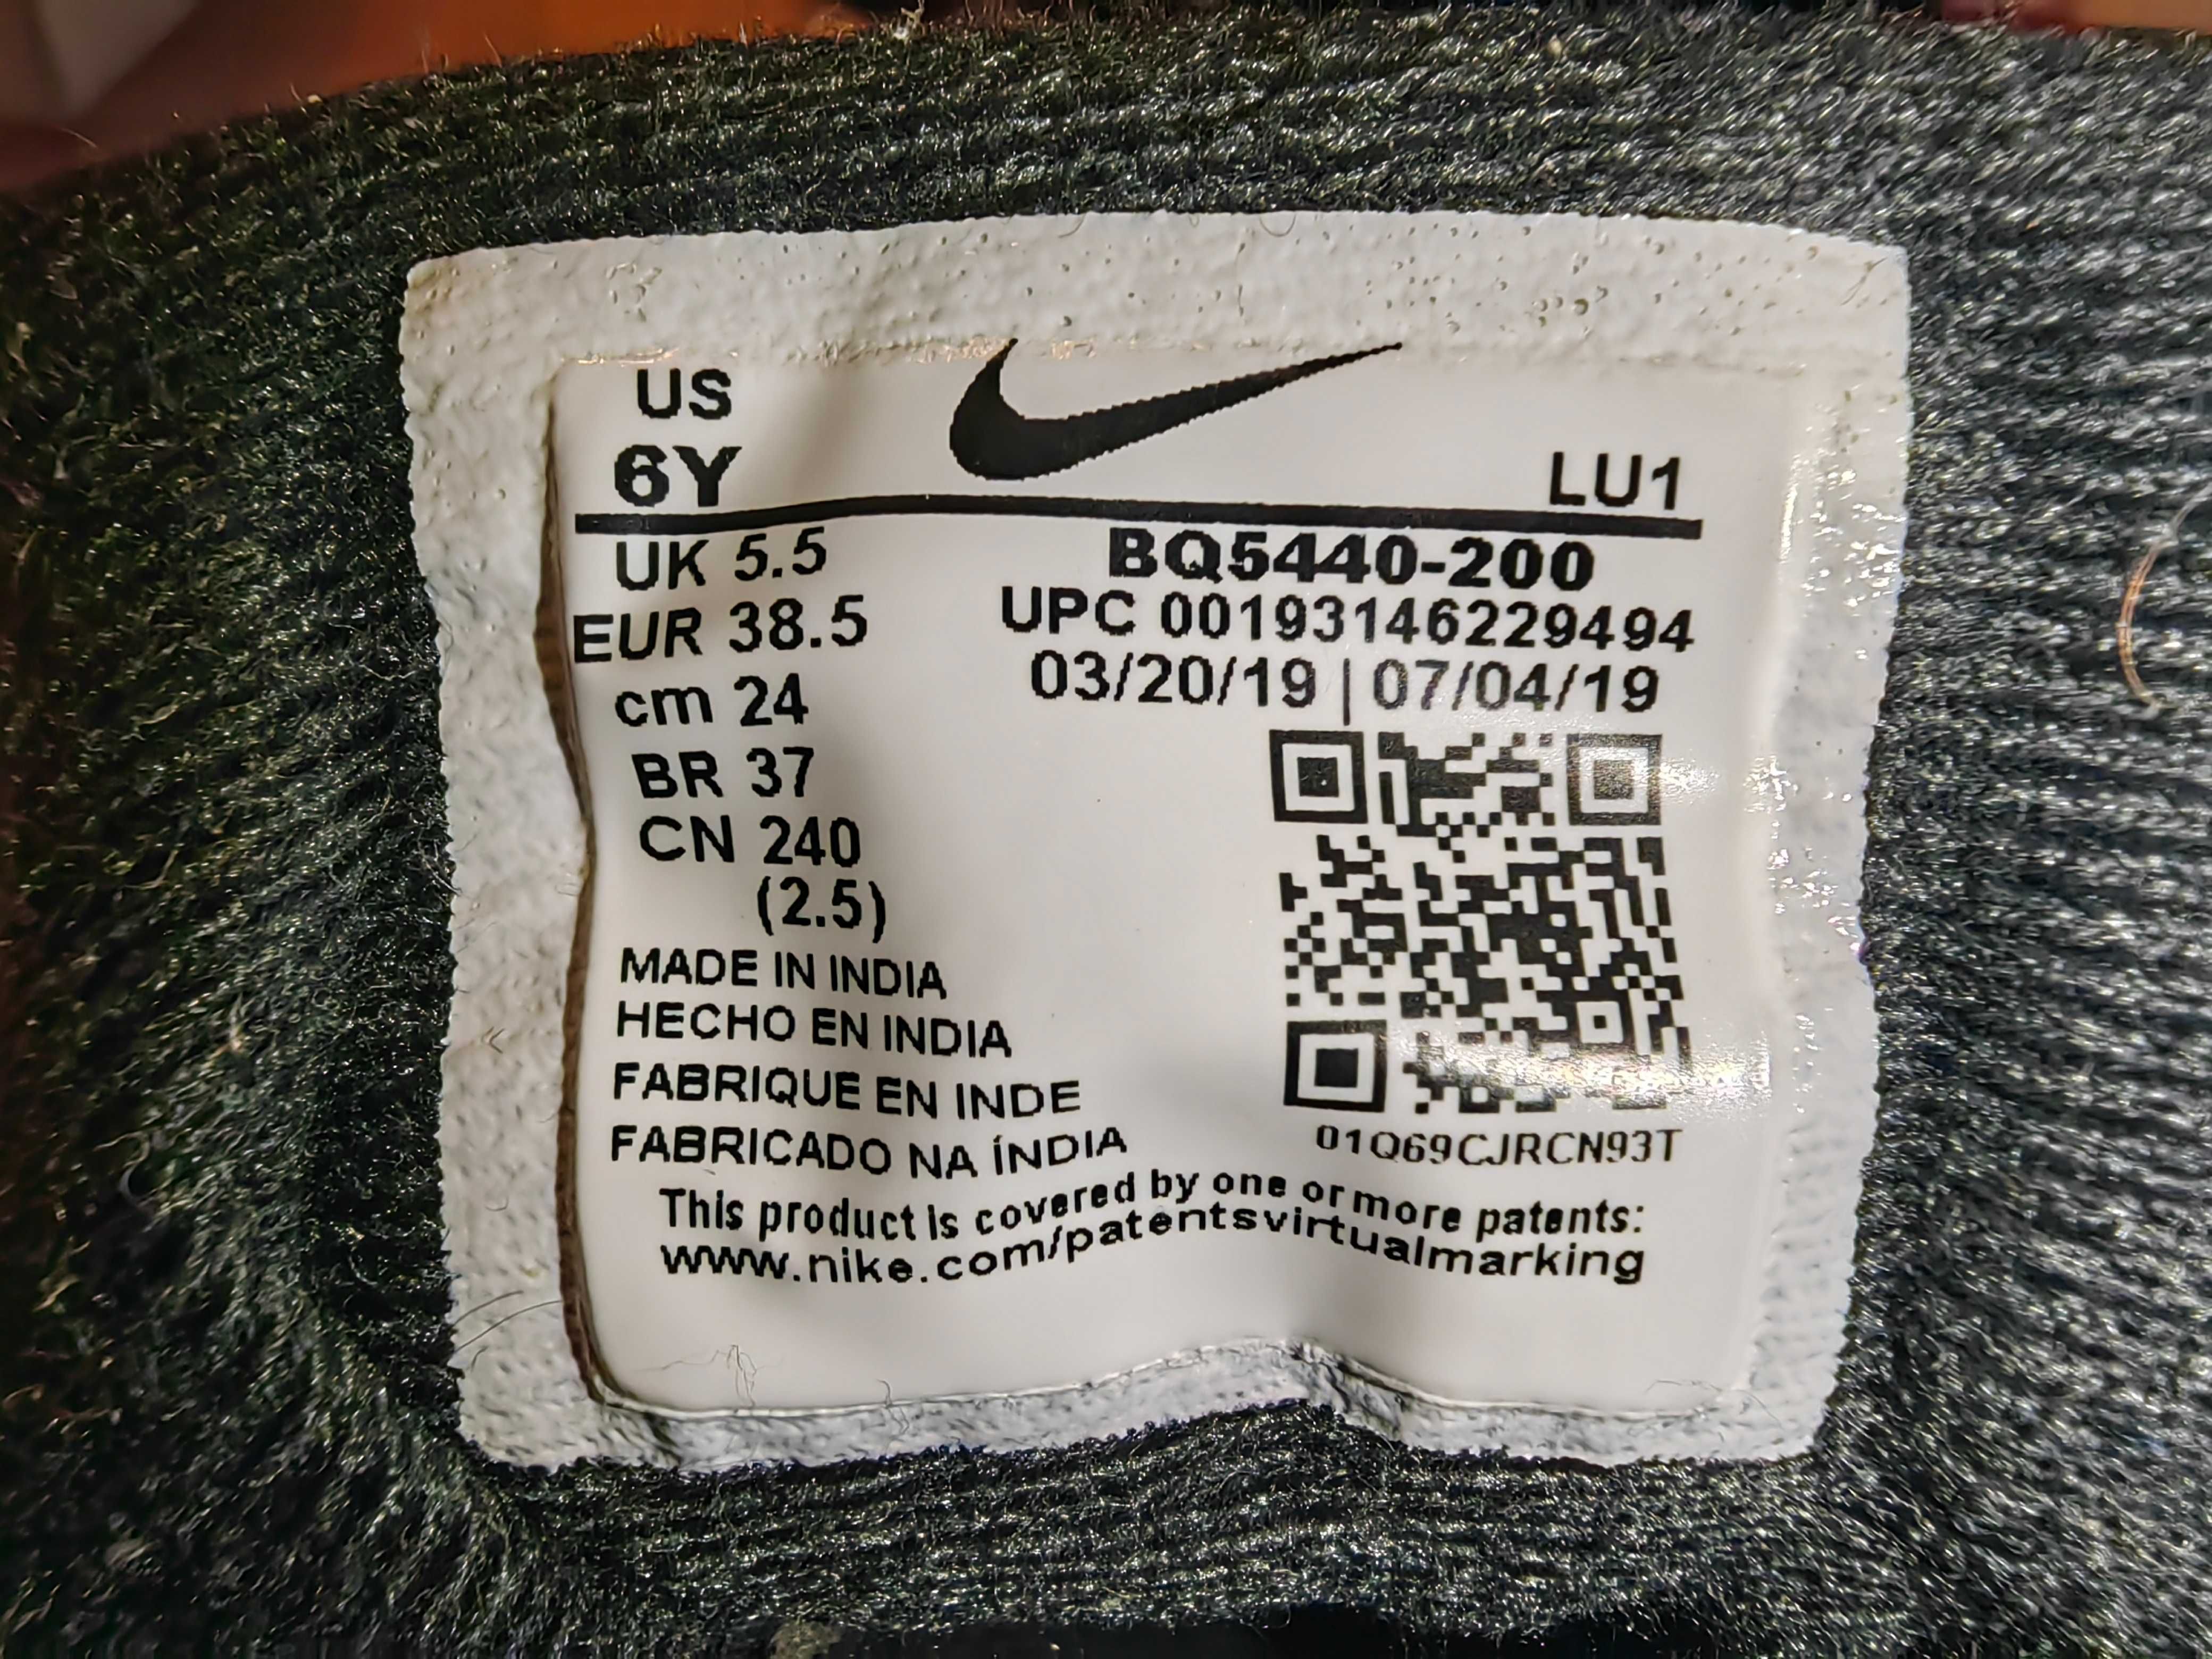 US
6Y
LU1
UK 5.5
EUR 38.5
cm 24
BR 37
CN 240
(2.5)
BQ5440-200
UPC 00193146229494
03/20/19 | 07/04/19
MADE IN INDIA
HECHO EN INDIA
FABRIQUE EN INDE
FABRICADO NA ÍNDIA
01Q69CJRCN93T
This product is covered by one or more patents:
www.nike.com/patentsvirtualmarking